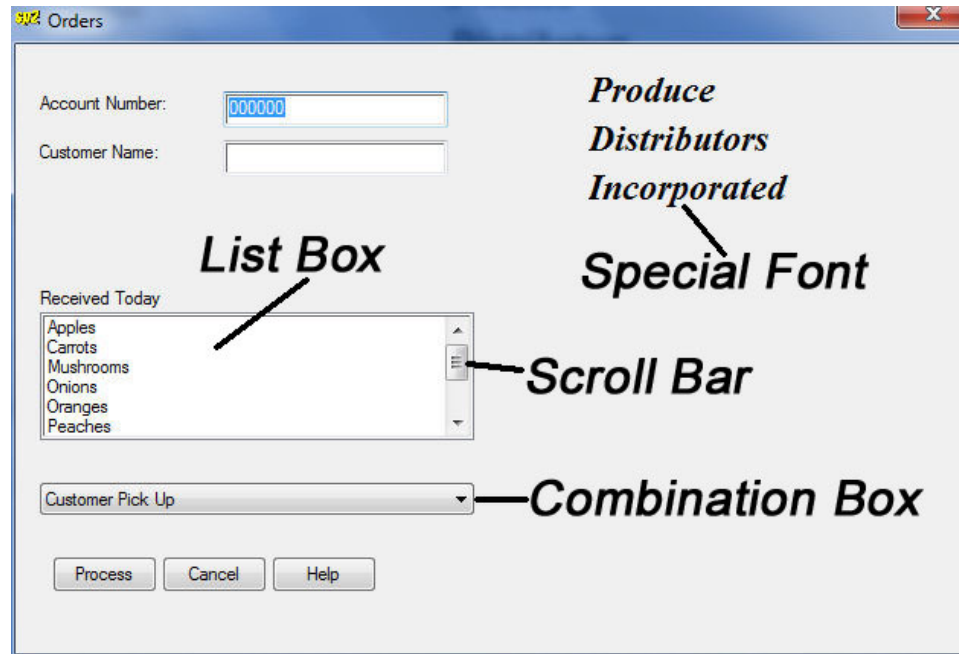 Orders
Account Number: 000000
Customer Name:
Produce
Distributors
Incorporated
List Box
Special Font
Received Today
Apples
Carrots
Mushrooms
Onions
Oranges
Peaches
Scroll Bar
Customer Pick Up
Combination Box
Process Cancel Help